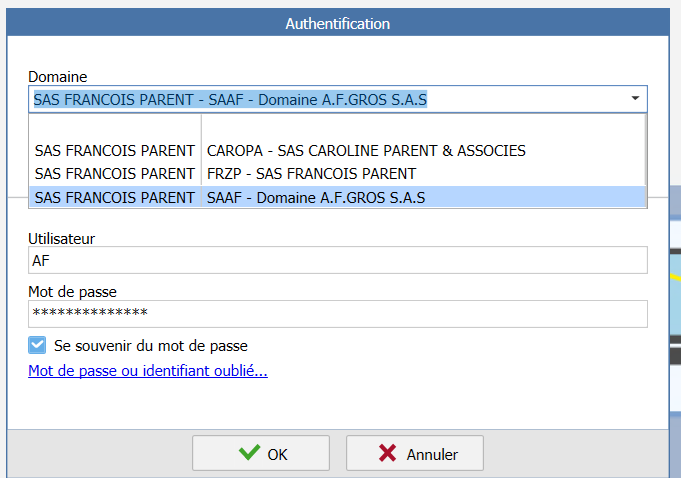 Authentification
Domaine
SAS FRANCOIS PARENT - SAAF - Domaine A.F.GROS S.A.S
SAS FRANCOIS PARENT CAROPA - SAS CAROLINE PARENT & ASSOCIES
SAS FRANCOIS PARENT FRZP - SAS FRANCOIS PARENT
SAS FRANCOIS PARENT SAAF - Domaine A.F.GROS S.A.S
Utilisateur
AF
Mot de passe
**************
Se souvenir du mot de passe
Mot de passe ou identifiant oublié...
OK Annuler